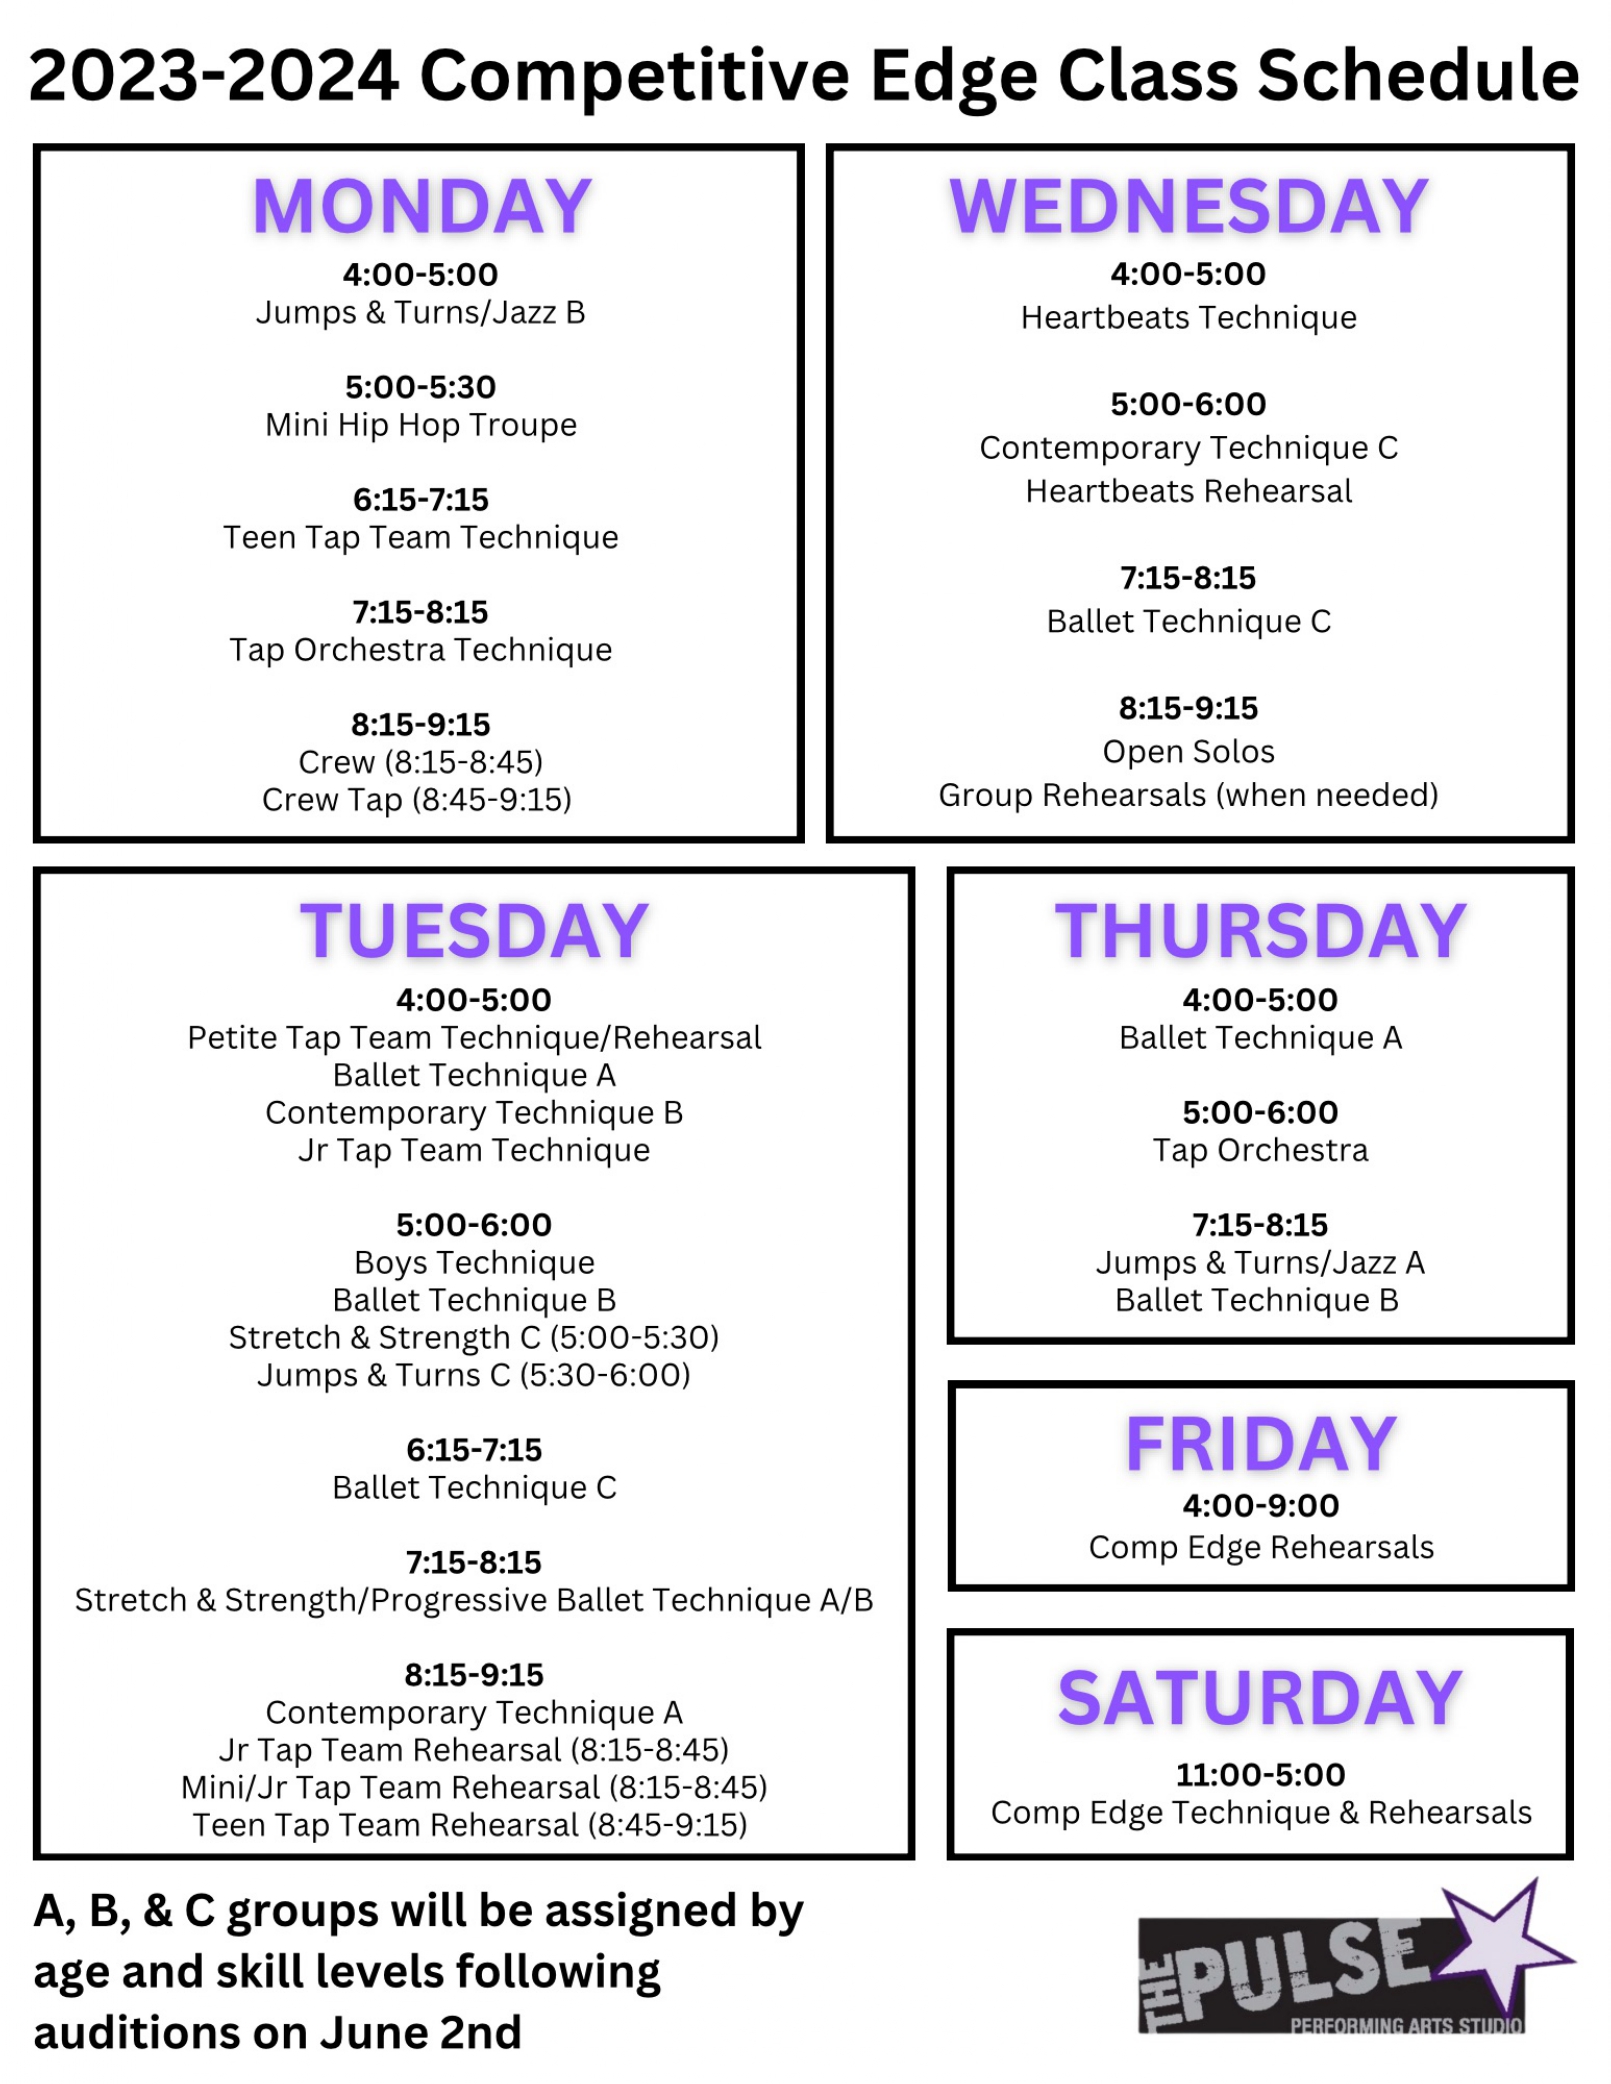 2023-2024 Competitive Edge Class Schedule
MONDAY
4:00-5:00
Jumps & Turns/Jazz B
5:00-5:30
Mini Hip Hop Troupe
6:15-7:15
Teen Tap Team Technique
7:15-8:15
Tap Orchestra Technique
8:15-9:15
Crew (8:15-8:45)
Crew Tap (8:45-9:15)
WEDNESDAY
4:00-5:00
Heartbeats Technique
5:00-6:00
Contemporary Technique C
Heartbeats Rehearsal
7:15-8:15
Ballet Technique C
8:15-9:15
Open Solos
Group Rehearsals (when needed)
TUESDAY
4:00-5:00
Petite Tap Team Technique/Rehearsal
Ballet Technique A
Contemporary Technique B
Jr Tap Team Technique
5:00-6:00
Boys Technique
Ballet Technique B
Stretch & Strength C (5:00-5:30)
Jumps & Turns C (5:30-6:00)
6:15-7:15
Ballet Technique C
7:15-8:15
Stretch & Strength/Progressive Ballet Technique A/B
8:15-9:15
Contemporary Technique A
Jr Tap Team Rehearsal (8:15-8:45)
Mini/Jr Tap Team Rehearsal (8:15-8:45)
Teen Tap Team Rehearsal (8:45-9:15)
THURSDAY
4:00-5:00
Ballet Technique A
5:00-6:00
Tap Orchestra
7:15-8:15
Jumps & Turns/Jazz A
Ballet Technique B
FRIDAY
4:00-9:00
Comp Edge Rehearsals
SATURDAY
11:00-5:00
Comp Edge Technique & Rehearsals
A, B, & C groups will be assigned by
age and skill levels following
auditions on June 2nd
THE PULSE
PERFORMING ARTS STUDIO